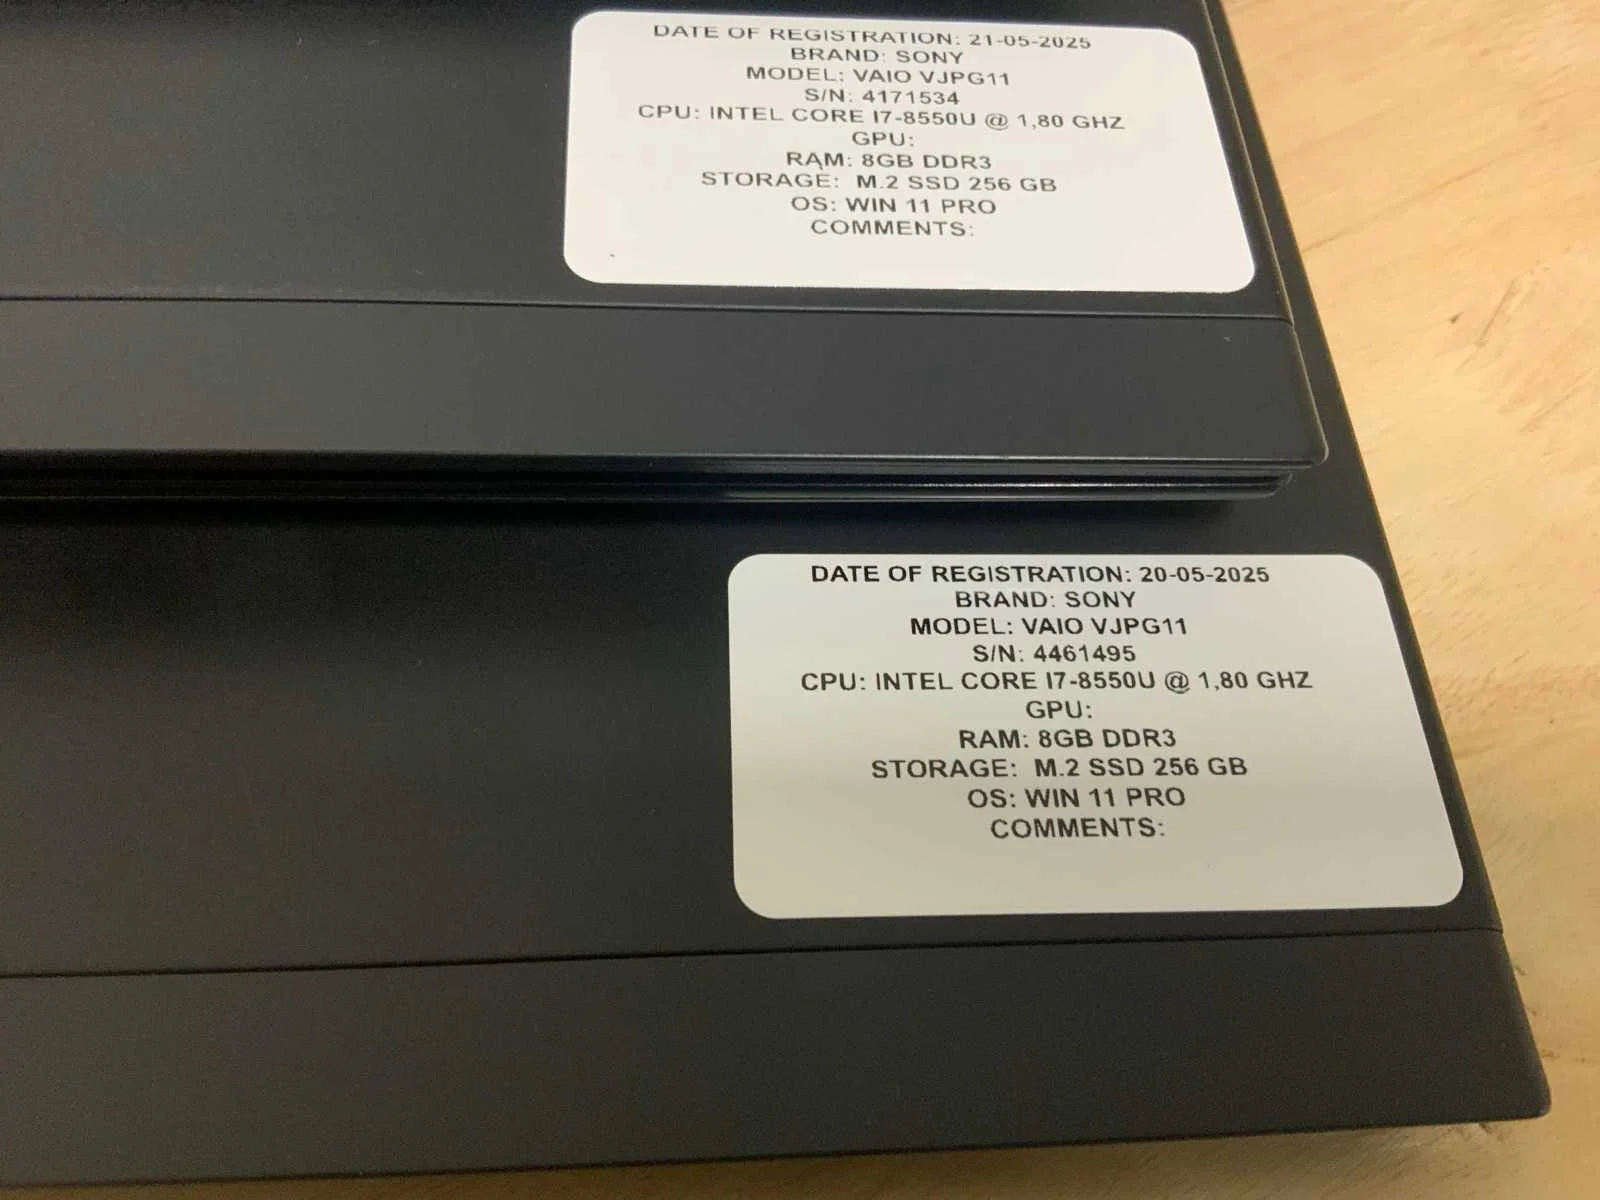 DATE OF REGISTRATION: 21-05-2025
BRAND: SONY
MODEL: VAIO VJPG11
S/N: 4171534
CPU: INTEL CORE I7-8550U @ 1,80 GHZ
GPU:
RAM: 8GB DDR3
STORAGE: M.2 SSD 256 GB
OS: WIN 11 PRO
COMMENTS:
DATE OF REGISTRATION: 20-05-2025
BRAND: SONY
MODEL: VAIO VJPG11
S/N: 4461495
CPU: INTEL CORE I7-8550U @ 1,80 GHZ
GPU:
RAM: 8GB DDR3
STORAGE: M.2 SSD 256 GB
OS: WIN 11 PRO
COMMENTS: